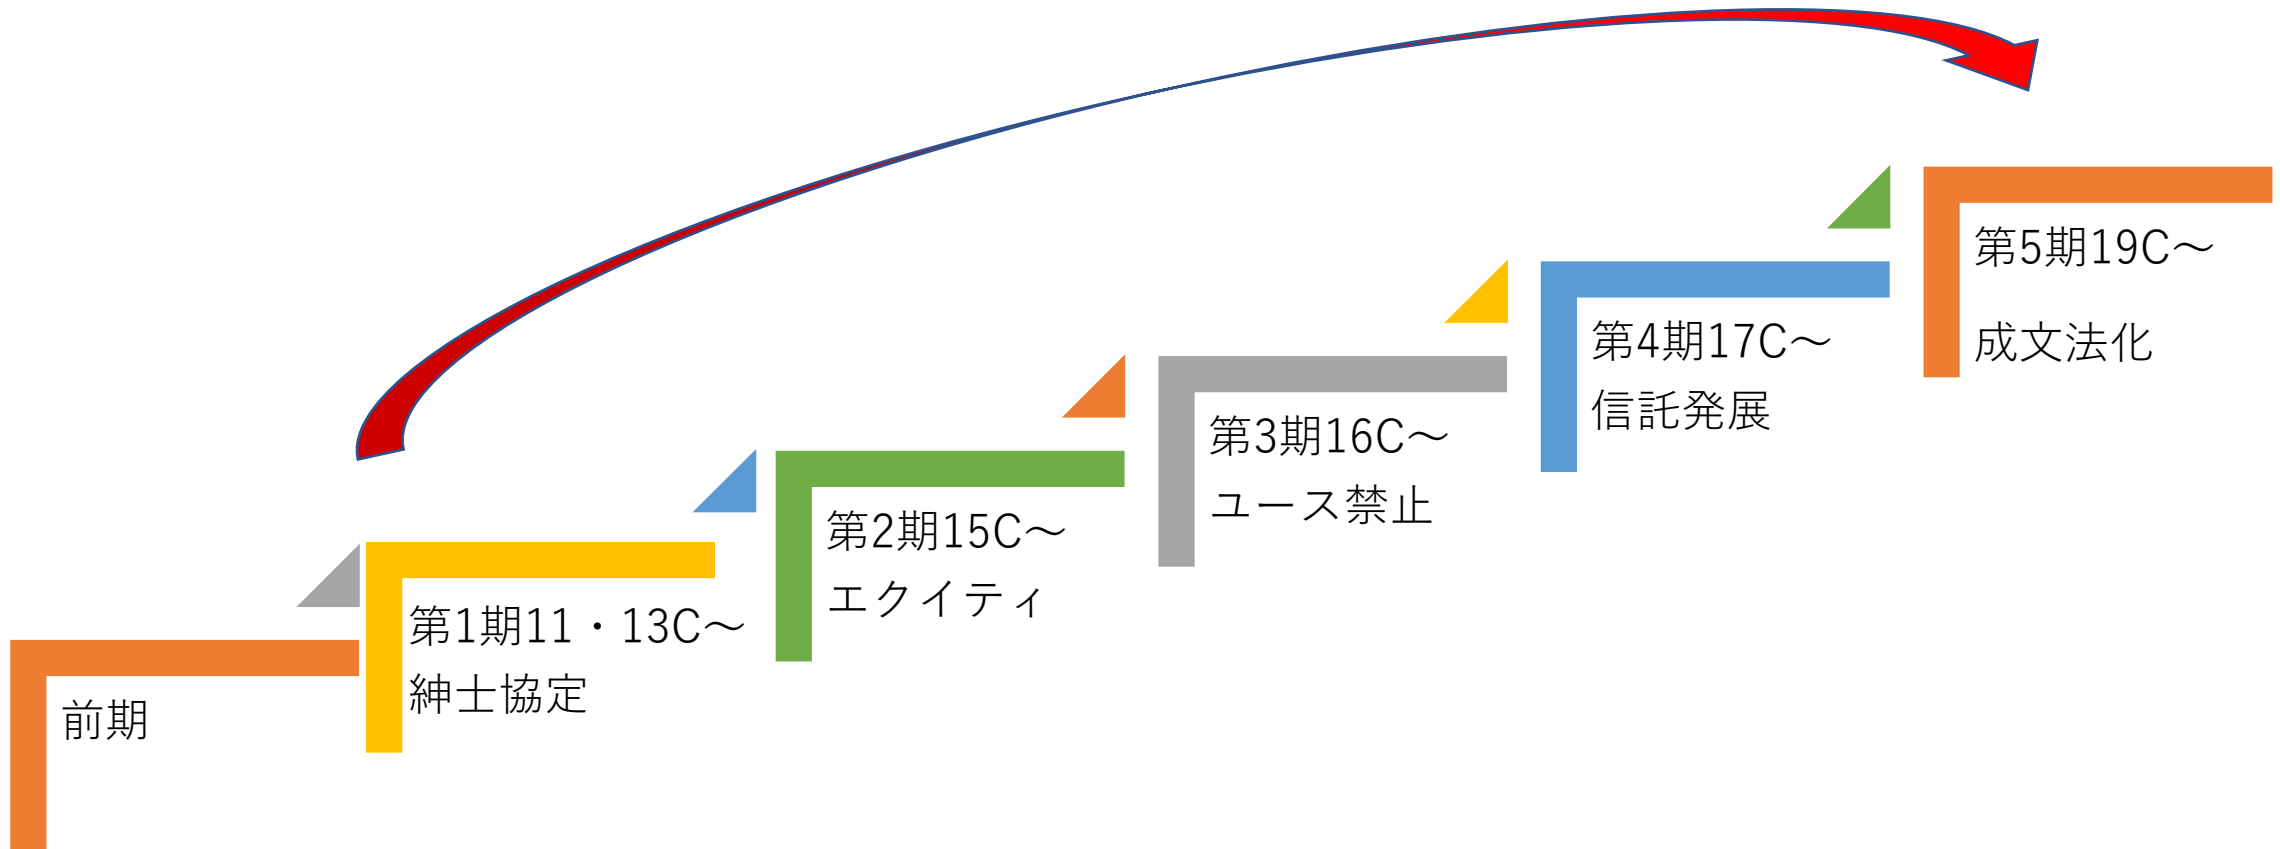 前期
第1期11・13C～
紳士協定
第2期15C～
エクイティ
第3期16C～
ユース禁止
第4期17C～
信託発展
第5期19C～
成文法化